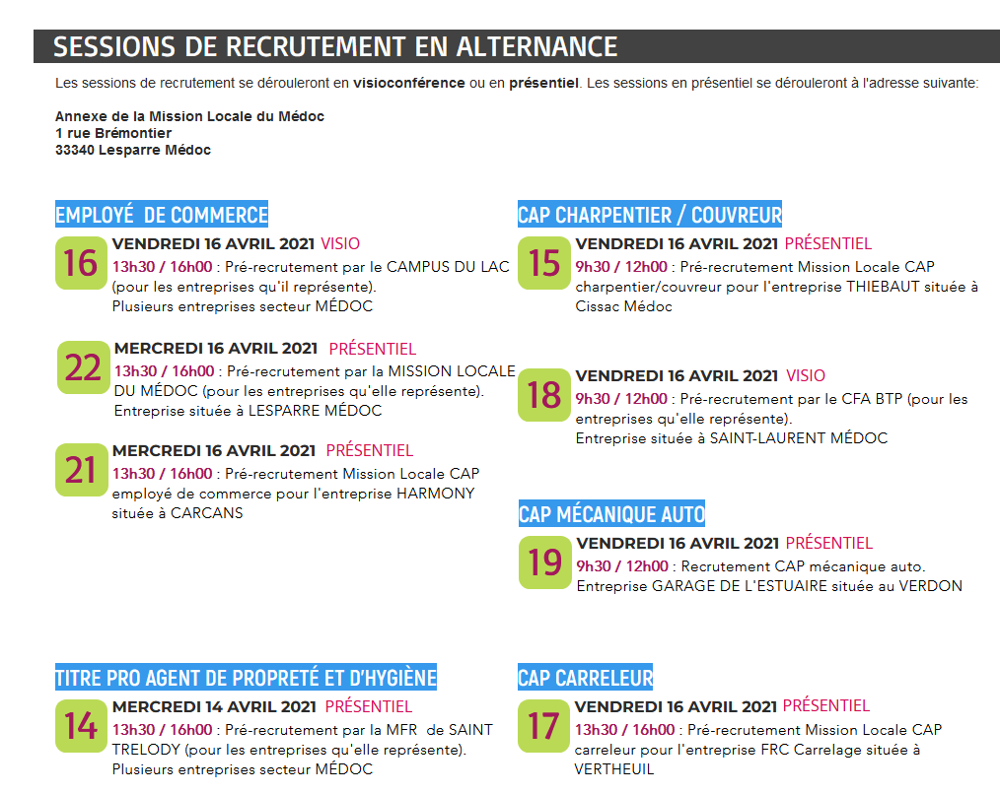 SESSIONS DE RECRUTEMENT EN ALTERNANCE
Les sessions de recrutement se dérouleront en visioconférence ou en présentiel. Les sessions en présentiel se dérouleront à l'adresse suivante:
Annexe de la Mission Locale du Médoc
1 rue Brémontier
33340 Lesparre Médoc
EMPLOYÉ DE COMMERCE
16
VENDREDI 16 AVRIL 2021 VISIO
13h30 / 16h00 : Pré-recrutement par le CAMPUS DU LAC
(pour les entreprises qu'il représente).
Plusieurs entreprises secteur MÉDOC
22
MERCREDI 16 AVRIL 2021 PRÉSENTIEL
13h30 / 16h00 : Pré-recrutement par la MISSION LOCALE
DU MÉDOC (pour les entreprises qu'elle représente).
Entreprise située à LESPARRE MÉDOC
21
MERCREDI 16 AVRIL 2021 PRÉSENTIEL
13h30 / 16h00 : Pré-recrutement Mission Locale CAP
employé de commerce pour l'entreprise HARMONY
située à CARCANS
CAP CHARPENTIER / COUVREUR
15
VENDREDI 16 AVRIL 2021 PRÉSENTIEL
9h30 / 12h00 : Pré-recrutement Mission Locale CAP
charpentier/couvreur pour l'entreprise THIEBAUT située à
Cissac Médoc
18
VENDREDI 16 AVRIL 2021 VISIO
9h30 / 12h00 : Pré-recrutement par le CFA BTP (pour les
entreprises qu'elle représente).
Entreprise située à SAINT-LAURENT MÉDOC
CAP MÉCANIQUE AUTO
19
VENDREDI 16 AVRIL 2021 PRÉSENTIEL
9h30 / 12h00 : Recrutement CAP mécanique auto.
Entreprise GARAGE DE L'ESTUAIRE située au VERDON
TITRE PRO AGENT DE PROPRETÉ ET D'HYGIÈNE
14
MERCREDI 14 AVRIL 2021 PRÉSENTIEL
13h30 / 16h00 : Pré-recrutement par la MFR de SAINT
TRELODY (pour les entreprises qu'elle représente).
Plusieurs entreprises secteur MÉDOC
CAP CARRELEUR
17
VENDREDI 16 AVRIL 2021 PRÉSENTIEL
13h30 / 16h00 : Pré-recrutement Mission Locale CAP
carreleur pour l'entreprise FRC Carrelage située à
VERTHEUIL